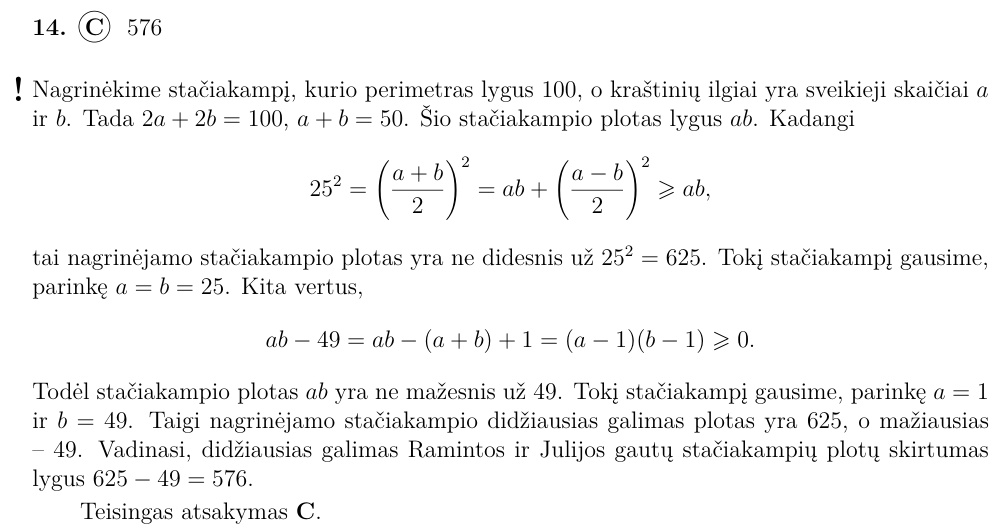 14. C 576
! Nagrinėkime stačiakampį, kurio perimetras lygus 100, o kraštinių ilgiai yra sveikieji skaičiai a
ir b. Tada 2a + 2b = 100, a + b = 50. Šio stačiakampio plotas lygus ab. Kadangi
25² = ((a + b)/2)² = ab + ((a − b)/2)² ⩾ ab,
tai nagrinėjamo stačiakampio plotas yra ne didesnis už 25² = 625. Tokį stačiakampį gausime,
parinkę a = b = 25. Kita vertus,
ab − 49 = ab − (a + b) + 1 = (a − 1)(b − 1) ⩾ 0.
Todėl stačiakampio plotas ab yra ne mažesnis už 49. Tokį stačiakampį gausime, parinkę a = 1
ir b = 49. Taigi nagrinėjamo stačiakampio didžiausias galimas plotas yra 625, o mažiausias
– 49. Vadinasi, didžiausias galimas Ramintos ir Julijos gautų stačiakampių plotų skirtumas
lygus 625 − 49 = 576.
Teisingas atsakymas C.